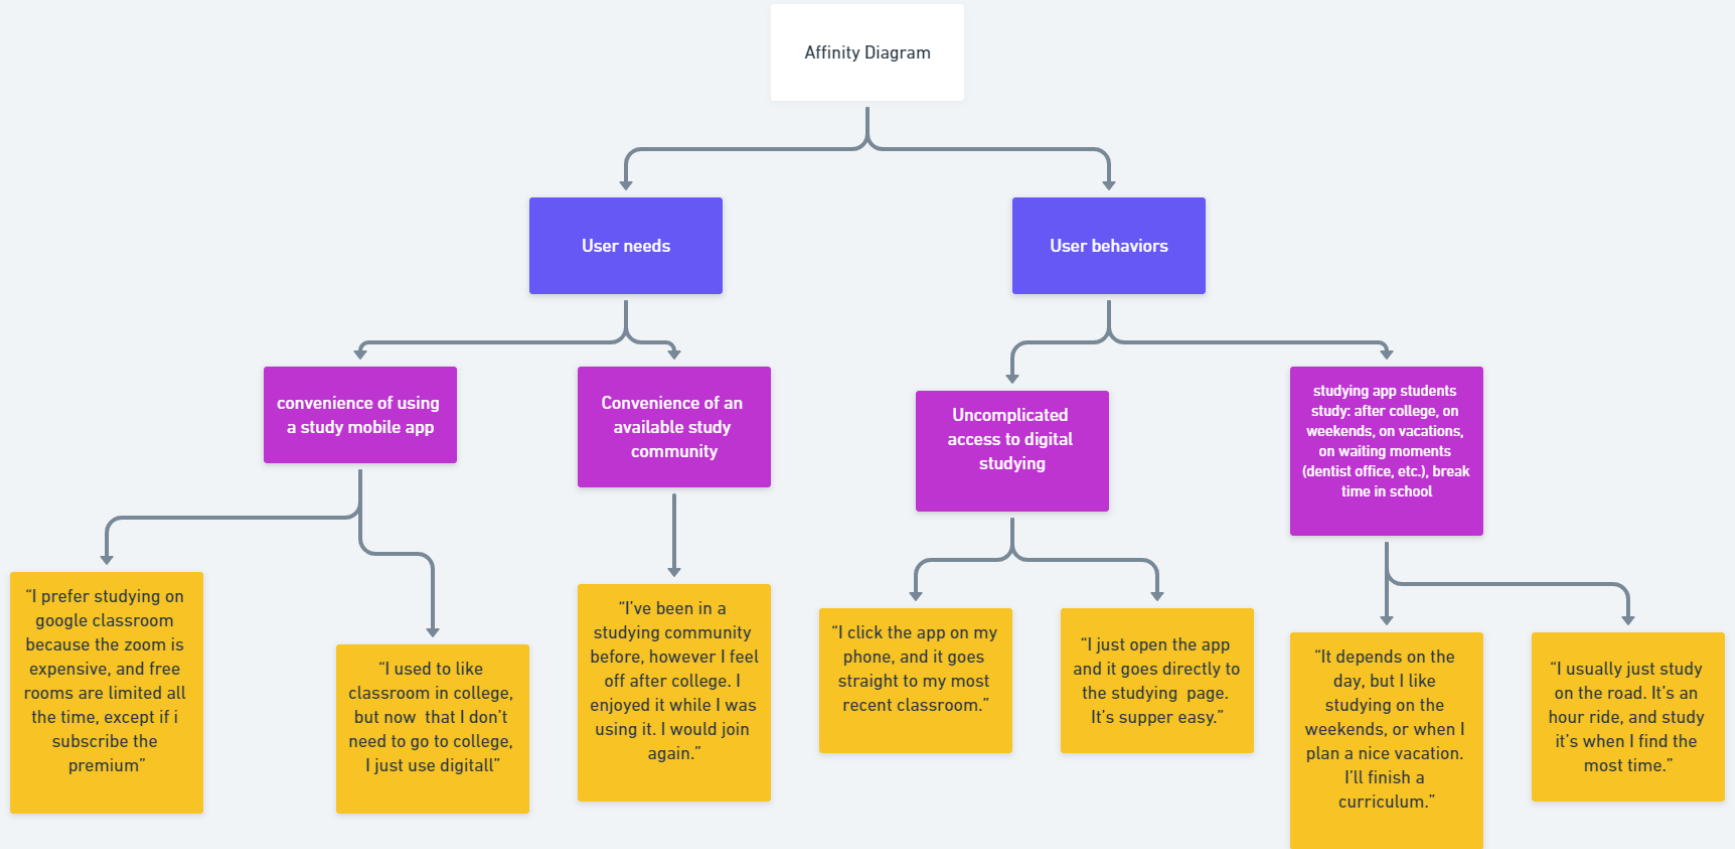 Affinity Diagram
User needs
User behaviors
convenience of using
a study mobile app
Convenience of an
available study
community
Uncomplicated
access to digital
studying
studying app students
study: after college, on
weekends, on vacations,
on waiting moments
(dentist office, etc.), break
time in school
“I prefer studying on
google classroom
because the zoom is
expensive, and free
rooms are limited all
the time, except if i
subscribe the
premium”
“I used to like
classroom in college,
but now  that I don’t
need to go to college,
I just use digitall”
“I’ve been in a
studying community
before, however I feel
off after college. I
enjoyed it while I was
using it. I would join
again.”
“I click the app on my
phone, and it goes
straight to my most
recent classroom.”
“I just open the app
and it goes directly to
the studying  page.
It’s supper easy.”
“It depends on the
day, but I like
studying on the
weekends, or when I
plan a nice vacation.
I’ll finish a
curriculum.”
“I usually just study
on the road. It’s an
hour ride, and study
it’s when I find the
most time.”